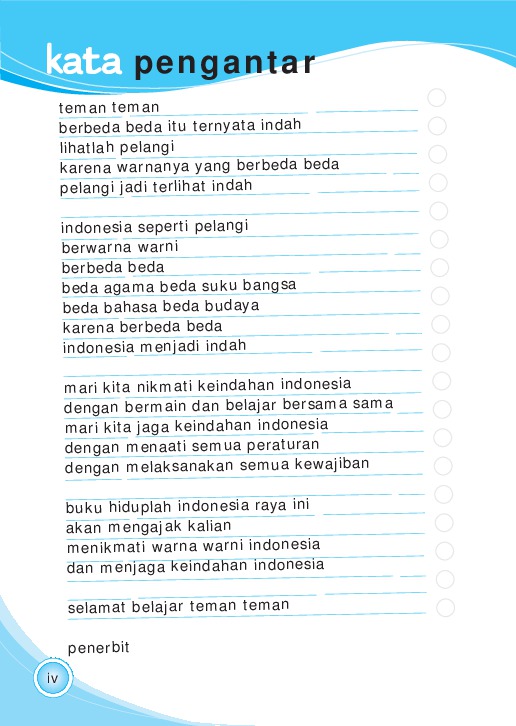 kata pengantar
teman teman
berbeda beda itu ternyata indah
lihatlah pelangi
karena warnanya yang berbeda beda
pelangi jadi terlihat indah
indonesia seperti pelangi
berwarna warni
berbeda beda
beda agama beda suku bangsa
beda bahasa beda budaya
karena berbeda beda
indonesia menjadi indah
mari kita nikmati keindahan indonesia
dengan bermain dan belajar bersama sama
mari kita jaga keindahan indonesia
dengan menaati semua peraturan
dengan melaksanakan semua kewajiban
buku hiduplah indonesia raya ini
akan mengajak kalian
menikmati warna warni indonesia
dan menjaga keindahan indonesia
selamat belajar teman teman
penerbit
iv